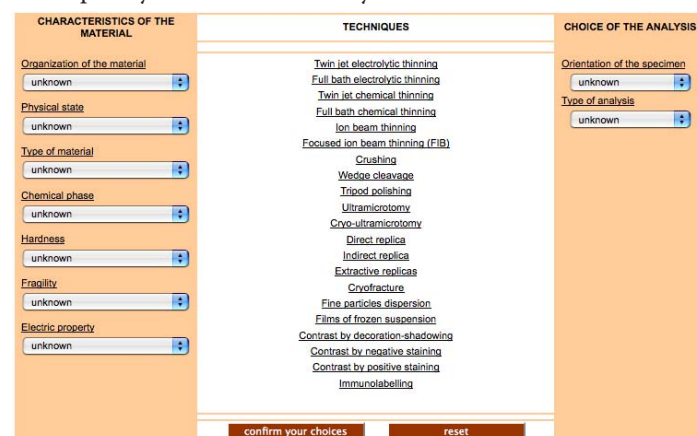 CHARACTERISTICS OF THE
MATERIAL
Organization of the material
unknown
Physical state
unknown
Type of material
unknown
Chemical phase
unknown
Hardness
unknown
Fragility
unknown
Electric property
unknown
TECHNIQUES
Twin jet electrolytic thinning
Full bath electrolytic thinning
Twin jet chemical thinning
Full bath chemical thinning
Ion beam thinning
Focused ion beam thinning (FIB)
Crushing
Wedge cleavage
Tripod polishing
Ultramicrotomy
Cryo-ultramicrotomy
Direct replica
Indirect replica
Extractive replicas
Cryofracture
Fine particles dispersion
Films of frozen suspension
Contrast by decoration-shadowing
Contrast by negative staining
Contrast by positive staining
Immunolabelling
confirm your choices
reset
CHOICE OF THE ANALYSIS
Orientation of the specimen
unknown
Type of analysis
unknown